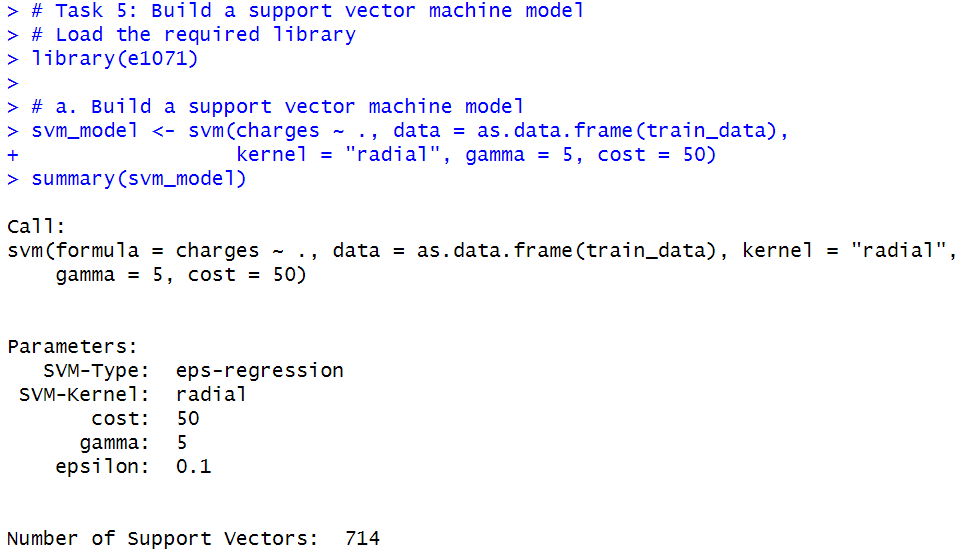 > # Task 5: Build a support vector machine model
> # Load the required library
> library(e1071)
>
> # a. Build a support vector machine model
> svm_model <- svm(charges ~ ., data = as.data.frame(train_data),
+                  kernel = "radial", gamma = 5, cost = 50)
> summary(svm_model)

Call:
svm(formula = charges ~ ., data = as.data.frame(train_data), kernel = "radial",
    gamma = 5, cost = 50)


Parameters:
   SVM-Type:  eps-regression
 SVM-Kernel:  radial
       cost:  50
      gamma:  5
    epsilon:  0.1


Number of Support Vectors:  714